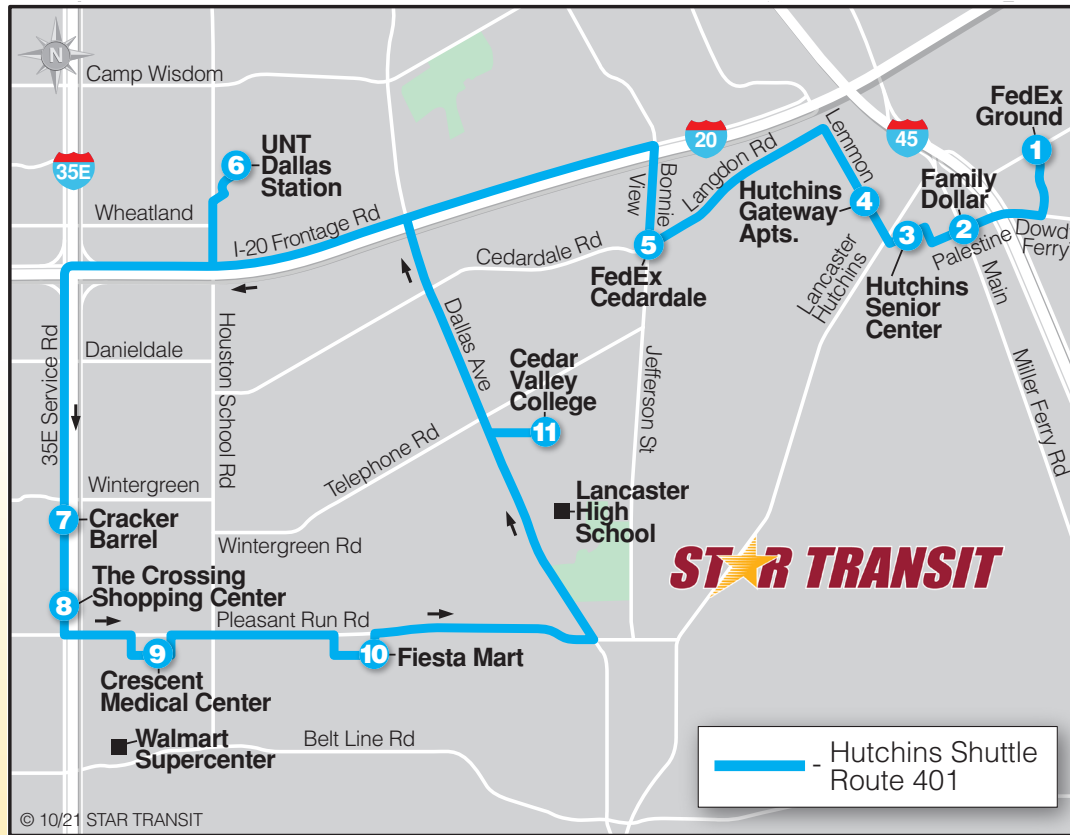 N
Camp Wisdom
35E
Wheatland
6
UNT
Dallas
Station
I-20 Frontage Rd
20
45
Bonnie
View
Langdon Rd
Lemmon
FedEx
Ground
1
Family
Dollar
2
Hutchins
Gateway
Apts.
4
3
Palestine
Dowdy
Ferry
Hutchins
Senior
Center
Lancaster
Hutchins
Main
Miller Ferry Rd
Cedardale Rd
5
FedEx
Cedardale
35E Service Rd
Danieldale
Houston School Rd
Dallas Ave
Cedar
Valley
College
11
Jefferson St
Telephone Rd
Wintergreen
7
Cracker
Barrel
Wintergreen Rd
Lancaster
High
School
STAR TRANSIT
8
The Crossing
Shopping Center
Pleasant Run Rd
9
Crescent
Medical Center
10
Fiesta Mart
Walmart
Supercenter
Belt Line Rd
- Hutchins Shuttle
Route 401
© 10/21 STAR TRANSIT